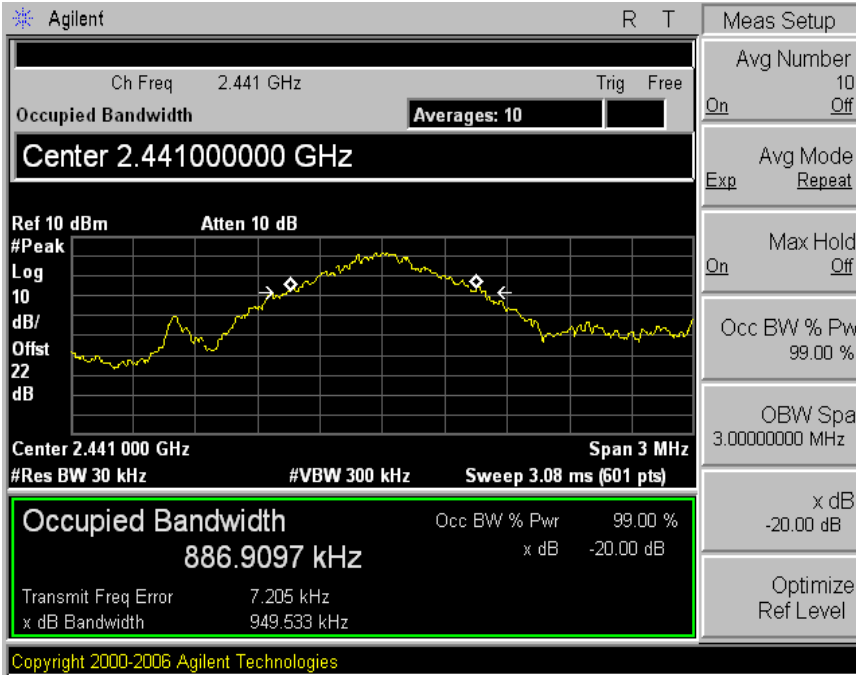 Agilent R T Meas Setup
Ch Freq 2.441 GHz Trig Free
Occupied Bandwidth Averages: 10
Center 2.441000000 GHz
Ref 10 dBm Atten 10 dB
#Peak
Log
10
dB/
Offst
22
dB
Center 2.441 000 GHz Span 3 MHz
#Res BW 30 kHz #VBW 300 kHz Sweep 3.08 ms (601 pts)
Occupied Bandwidth Occ BW % Pwr 99.00 %
886.9097 kHz x dB -20.00 dB
Transmit Freq Error 7.205 kHz
x dB Bandwidth 949.533 kHz
Copyright 2000-2006 Agilent Technologies
Avg Number
10
On Off
Avg Mode
Exp Repeat
Max Hold
On Off
Occ BW % Pw
99.00 %
OBW Spa
3.00000000 MHz
x dB
-20.00 dB
Optimize
Ref Level